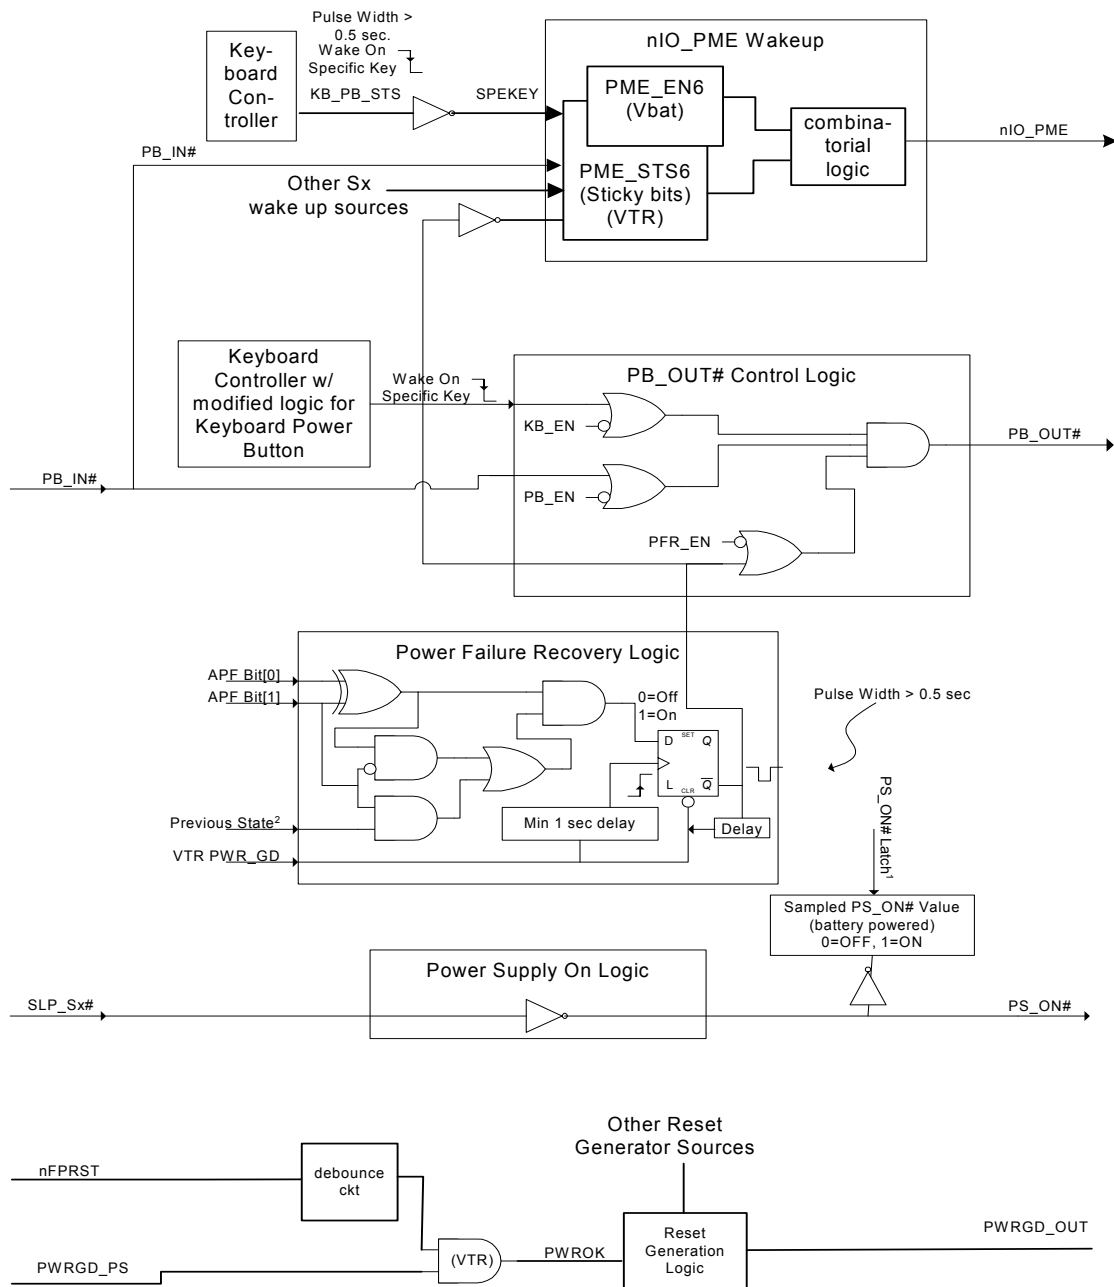 Pulse Width >
0.5 sec.
Wake On
Specific Key
Key-
board
Con-
troller
KB_PB_STS
SPEKEY
nIO_PME Wakeup
PME_EN6
(Vbat)
PME_STS6
(Sticky bits)
(VTR)
combina-
torial
logic
nIO_PME
PB_IN#
Other Sx
wake up sources
Keyboard
Controller w/
modified logic for
Keyboard Power
Button
Wake On
Specific Key
PB_OUT# Control Logic
KB_EN
PB_EN
PFR_EN
PB_OUT#
PB_IN#
Power Failure Recovery Logic
APF Bit[0]
APF Bit[1]
0=Off
1=On
D
SET
Q
L
CLR
Q
Min 1 sec delay
Delay
Previous State2
VTR PWR_GD
Pulse Width > 0.5 sec
PS_ON# Latch1
Sampled PS_ON# Value
(battery powered)
0=OFF, 1=ON
Power Supply On Logic
SLP_Sx#
PS_ON#
Other Reset
Generator Sources
nFPRST
debounce
ckt
PWRGD_PS
(VTR)
PWROK
Reset
Generation
Logic
PWRGD_OUT